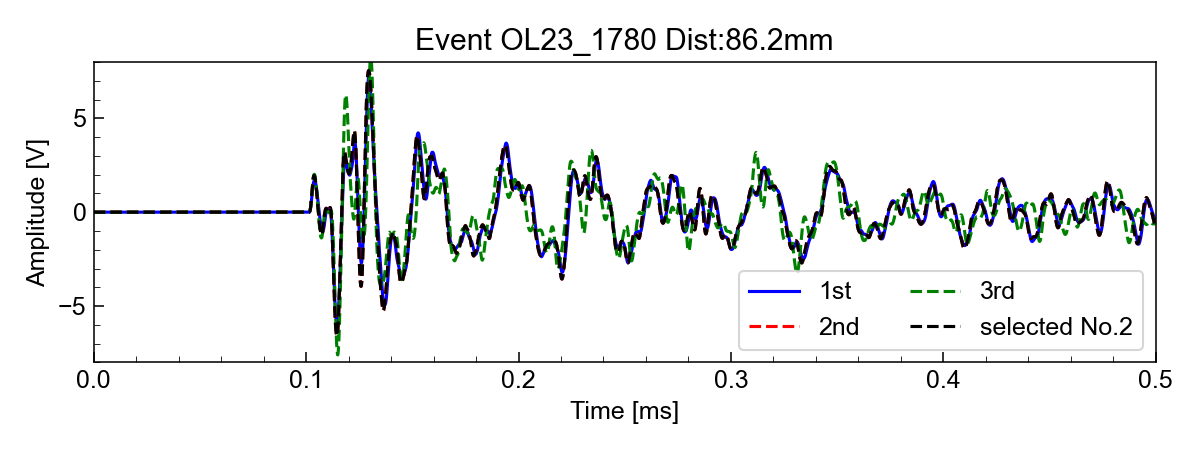 Event OL23_1780 Dist:86.2mm
Amplitude [V]
5
0
−5
1st
2nd
3rd
selected No.2
0.0 0.1 0.2 0.3 0.4 0.5
Time [ms]